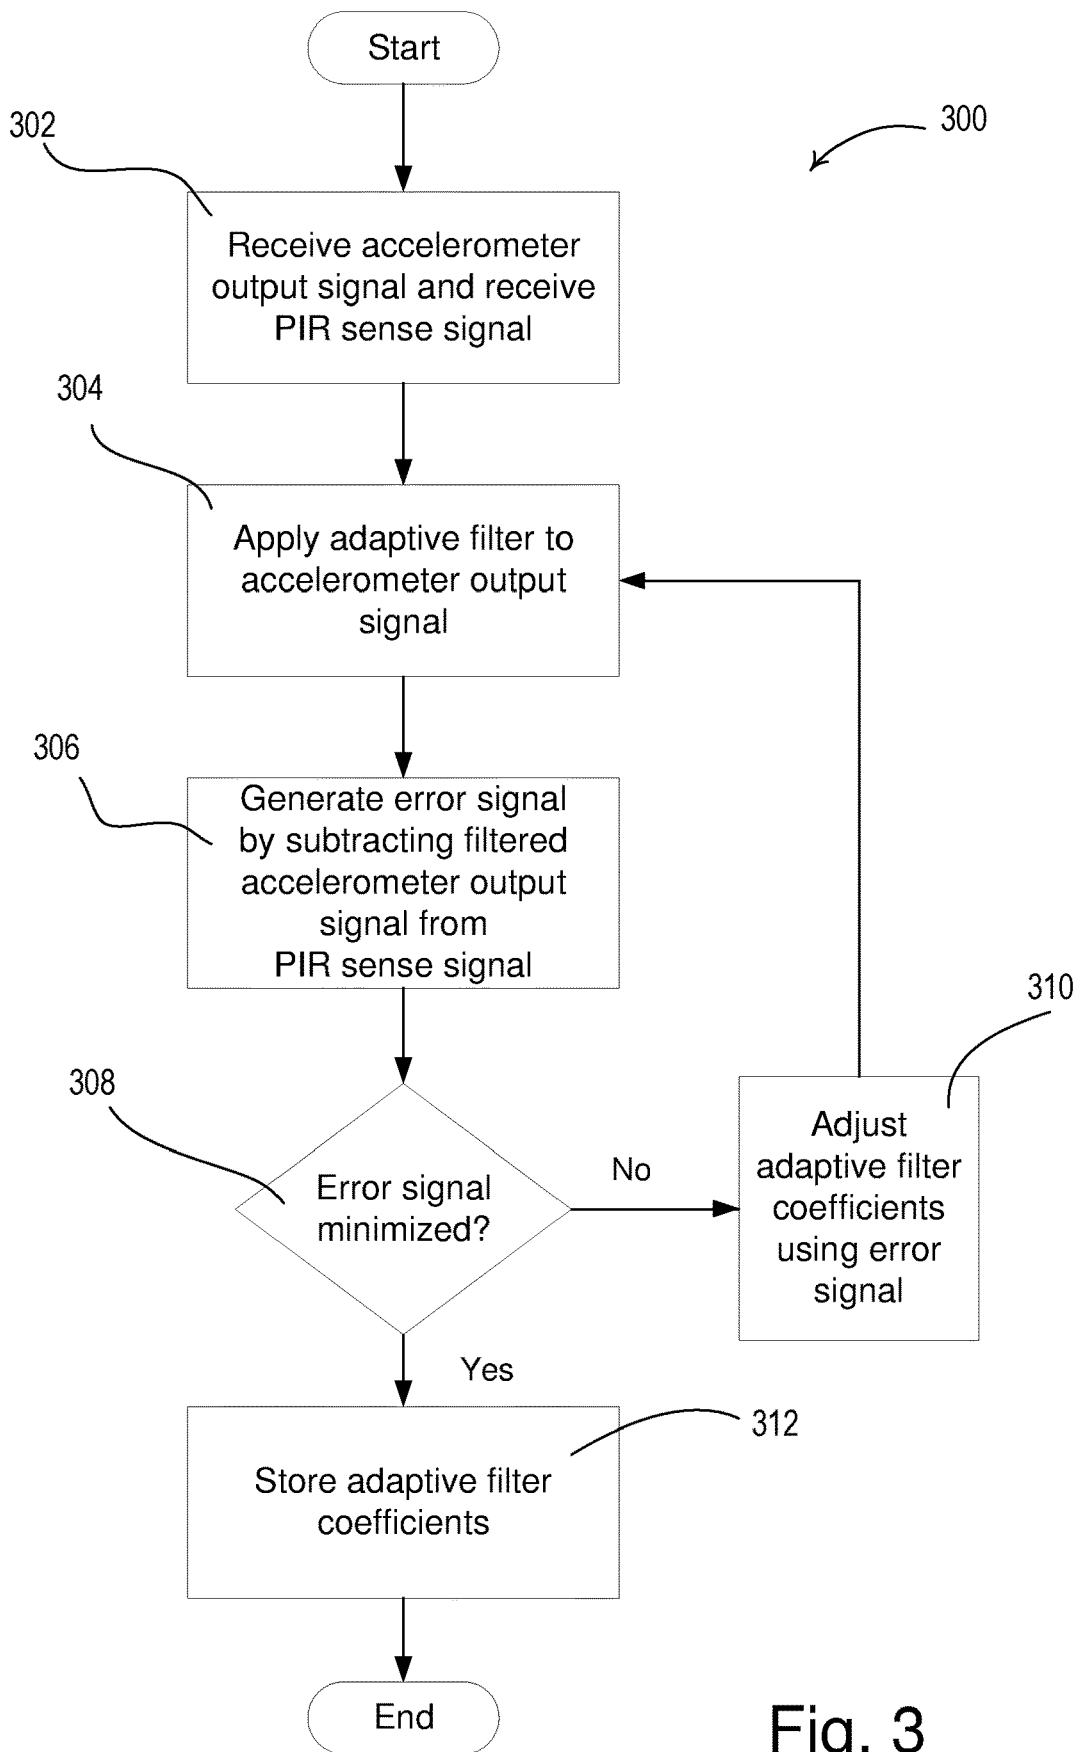 Start
302
300
Receive accelerometer
output signal and receive
PIR sense signal
304
Apply adaptive filter to
accelerometer output
signal
306
Generate error signal
by subtracting filtered
accelerometer output
signal from
PIR sense signal
310
308
Error signal
minimized?
No
Adjust
adaptive filter
coefficients
using error
signal
Yes
312
Store adaptive filter
coefficients
End
Fig. 3